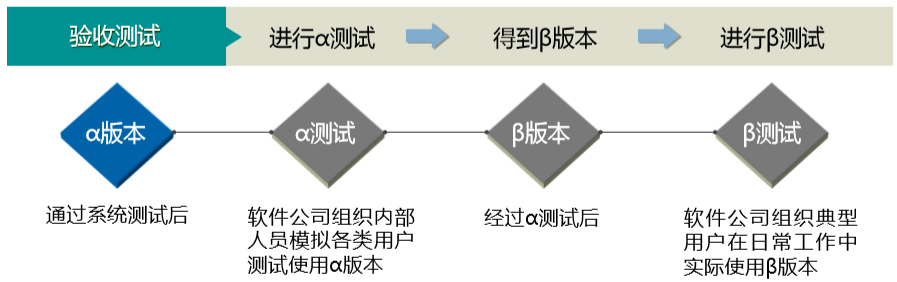 验收测试
进行α测试
得到β版本
进行β测试
α版本
α测试
β版本
β测试
通过系统测试后
软件公司组织内部
人员模拟各类用户
测试使用α版本
经过α测试后
软件公司组织典型
用户在日常工作中
实际使用β版本